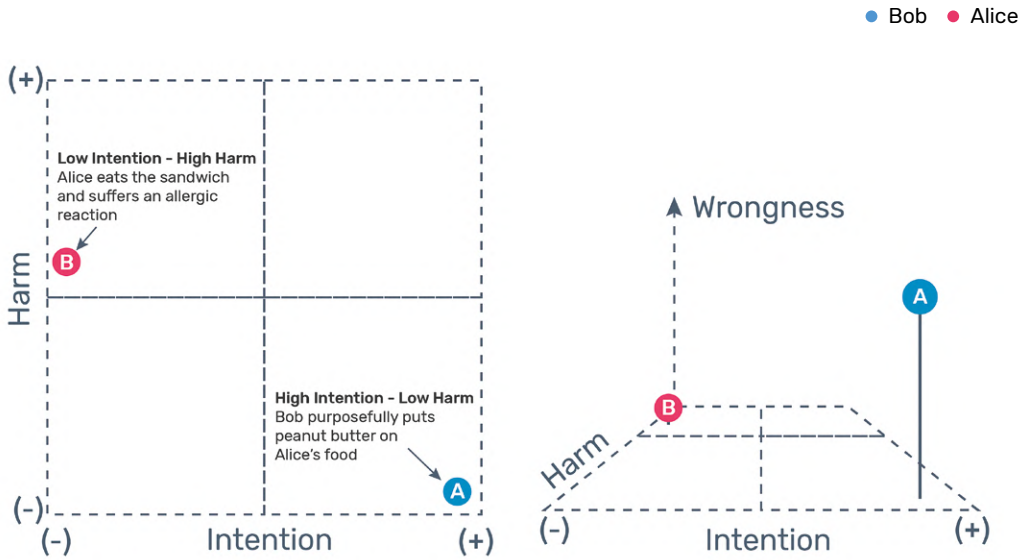 Bob Alice
(+)
Low Intention - High Harm
Alice eats the sandwich
and suffers an allergic
reaction
B
Harm
High Intention - Low Harm
Bob purposefully puts
peanut butter on
Alice's food
A
(-)
(-) Intention (+)
Wrongness
A
B
Harm
(-) Intention (+)